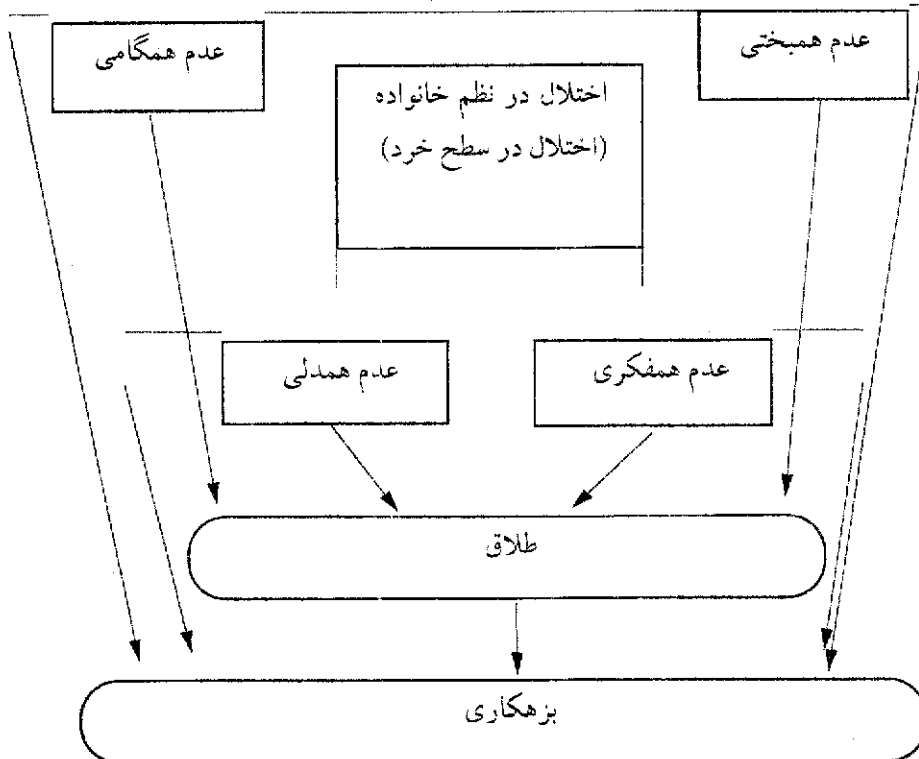 عدم همبختی
عدم همگامی
اختلال در نظم خانواده
(اختلال در سطح خرد)
عدم همفکری
عدم همدلی
طلاق
بزهکاری